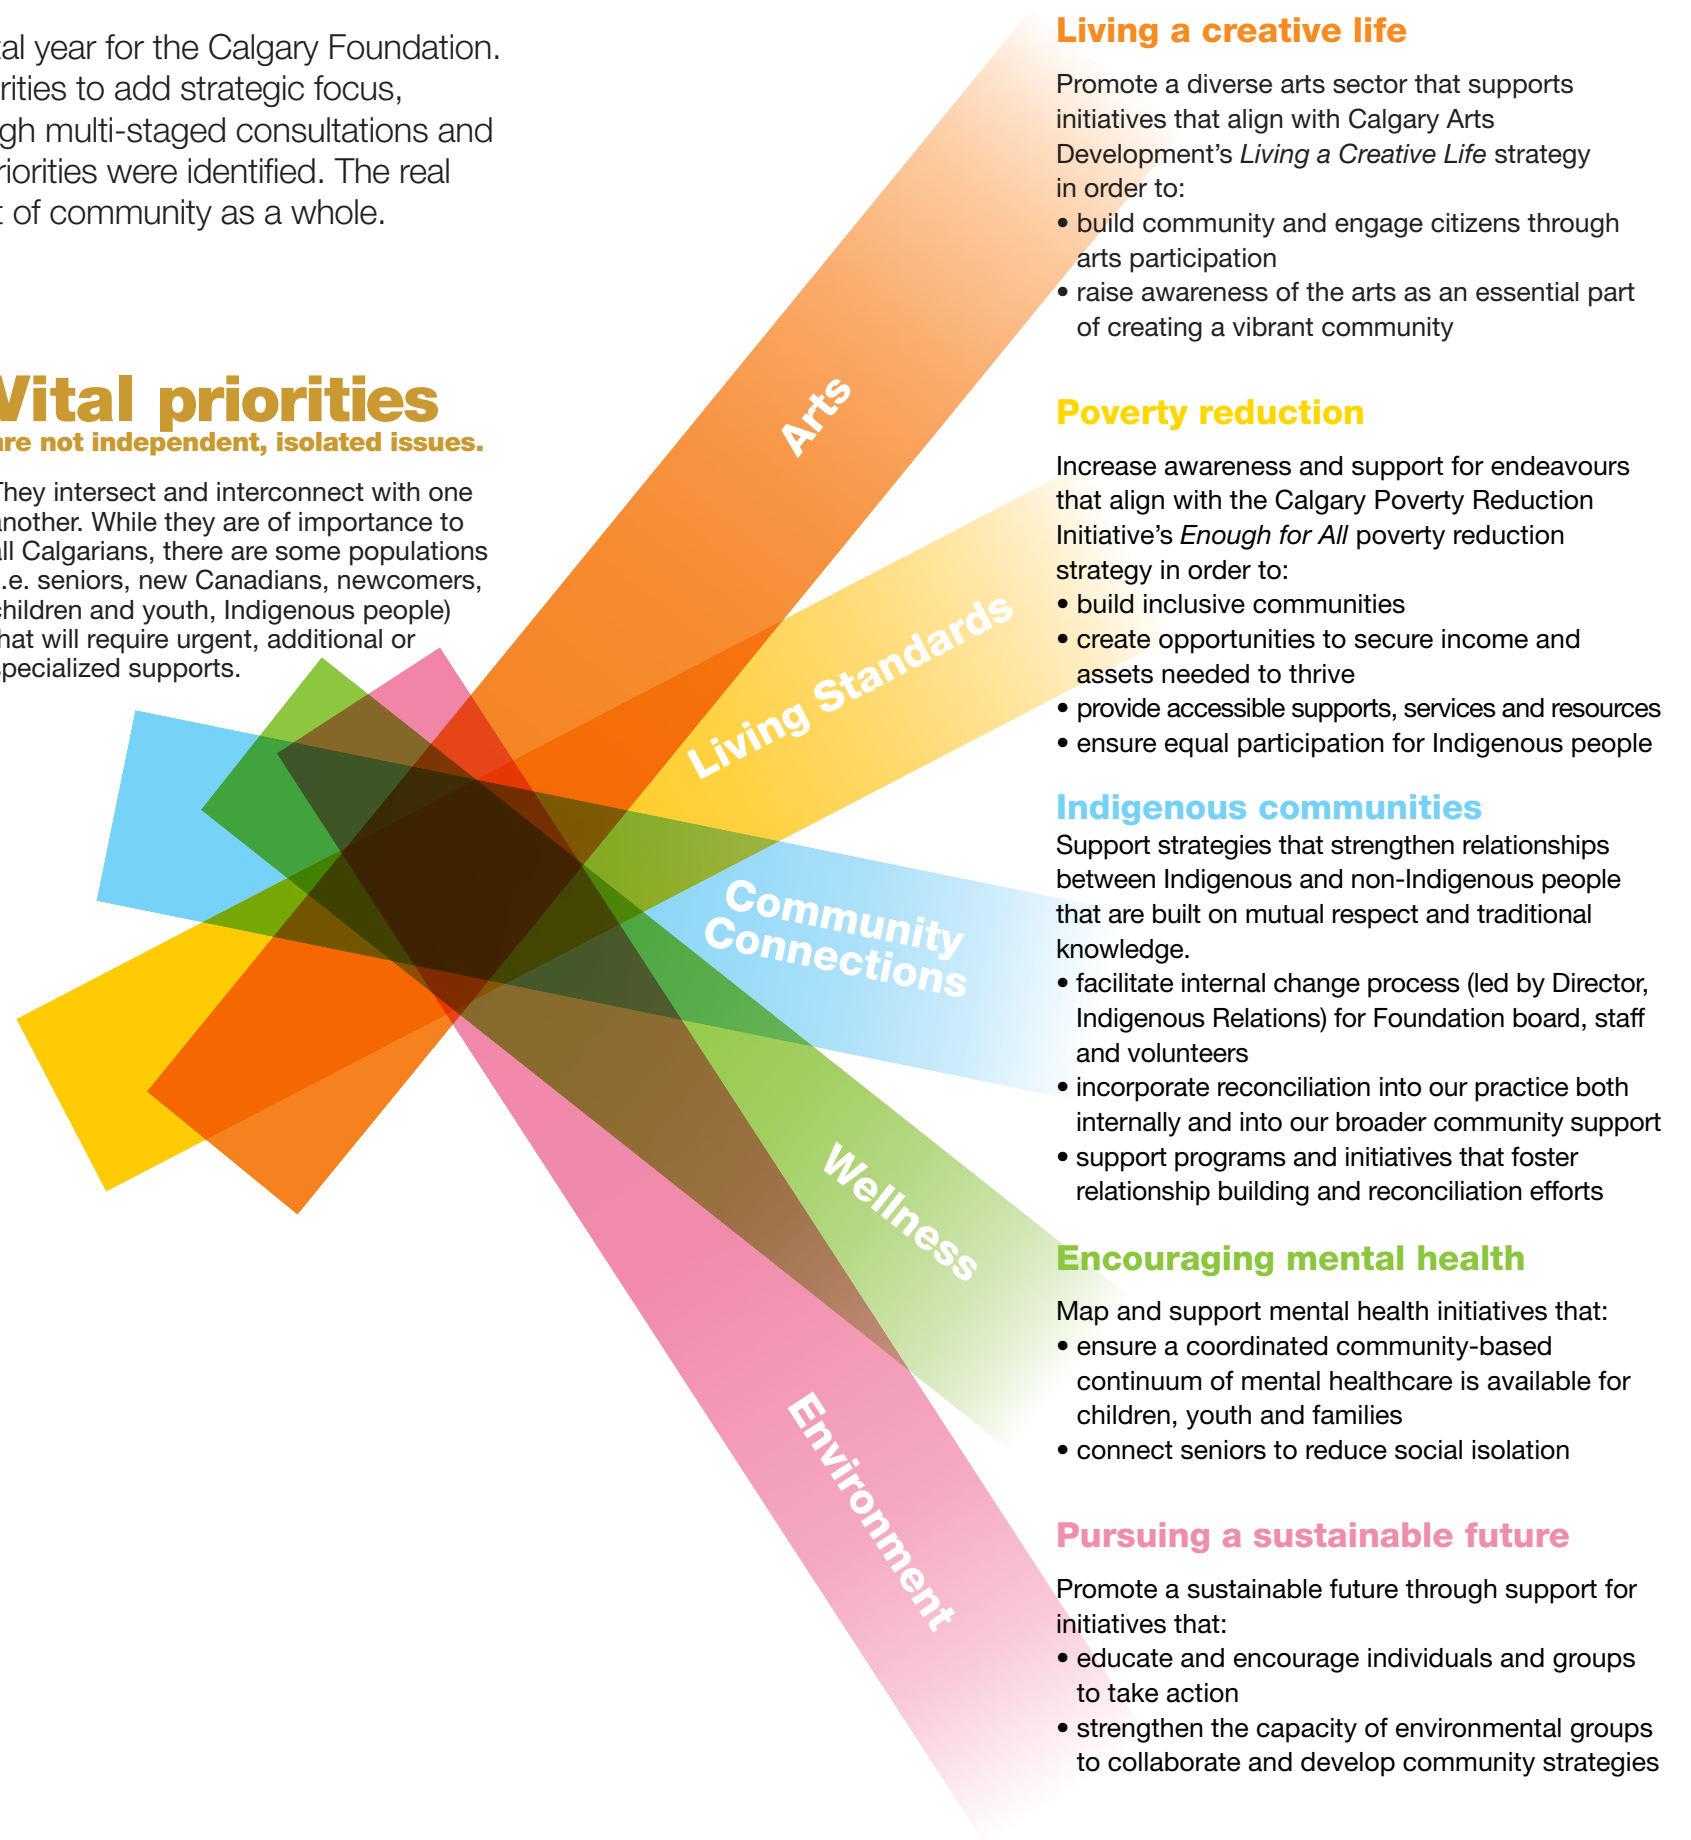 year for the Calgary Foundation.
to add strategic focus,
multi-staged consultations and
were identified. The real
of community as a whole.
Vital priorities
are not independent, isolated issues.
They intersect and interconnect with one
another. While they are of importance to
all Calgarians, there are some populations
i.e. seniors, new Canadians, newcomers,
children and youth, Indigenous people)
that will require urgent, additional or
specialized supports.
Arts
Living Standards
Community
Connections
Wellness
Environment
Living a creative life
Promote a diverse arts sector that supports
initiatives that align with Calgary Arts
Development’s Living a Creative Life strategy
in order to:
• build community and engage citizens through
arts participation
• raise awareness of the arts as an essential part
of creating a vibrant community
Poverty reduction
Increase awareness and support for endeavours
that align with the Calgary Poverty Reduction
Initiative’s Enough for All poverty reduction
strategy in order to:
• build inclusive communities
• create opportunities to secure income and
assets needed to thrive
• provide accessible supports, services and resources
• ensure equal participation for Indigenous people
Indigenous communities
Support strategies that strengthen relationships
between Indigenous and non-Indigenous people
that are built on mutual respect and traditional
knowledge.
• facilitate internal change process (led by Director,
Indigenous Relations) for Foundation board, staff
and volunteers
• incorporate reconciliation into our practice both
internally and into our broader community support
• support programs and initiatives that foster
relationship building and reconciliation efforts
Encouraging mental health
Map and support mental health initiatives that:
• ensure a coordinated community-based
continuum of mental healthcare is available for
children, youth and families
• connect seniors to reduce social isolation
Pursuing a sustainable future
Promote a sustainable future through support for
initiatives that:
• educate and encourage individuals and groups
to take action
• strengthen the capacity of environmental groups
to collaborate and develop community strategies